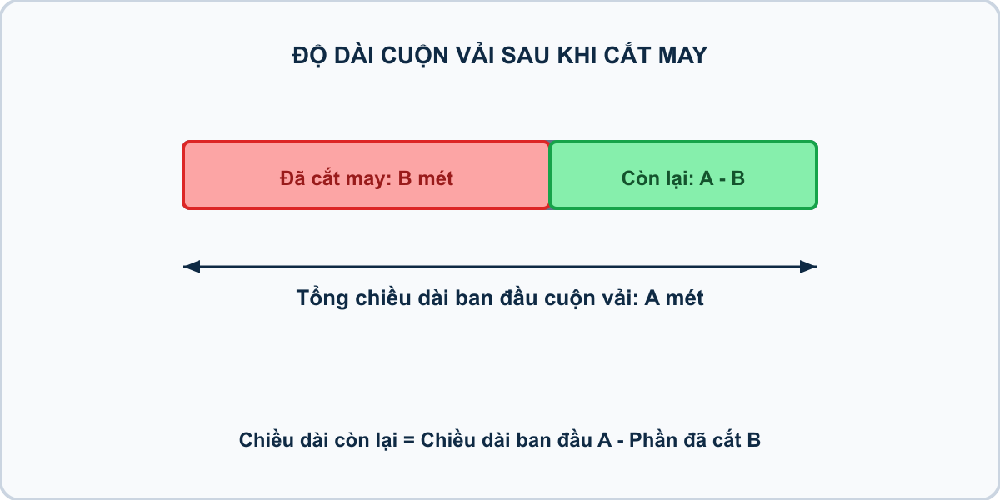 ĐỘ DÀI CUỘN VẢI SAU KHI CẮT MAY
Đã cắt may: B mét
Còn lại: A - B
Tổng chiều dài ban đầu cuộn vải: A mét
Chiều dài còn lại = Chiều dài ban đầu A - Phần đã cắt B